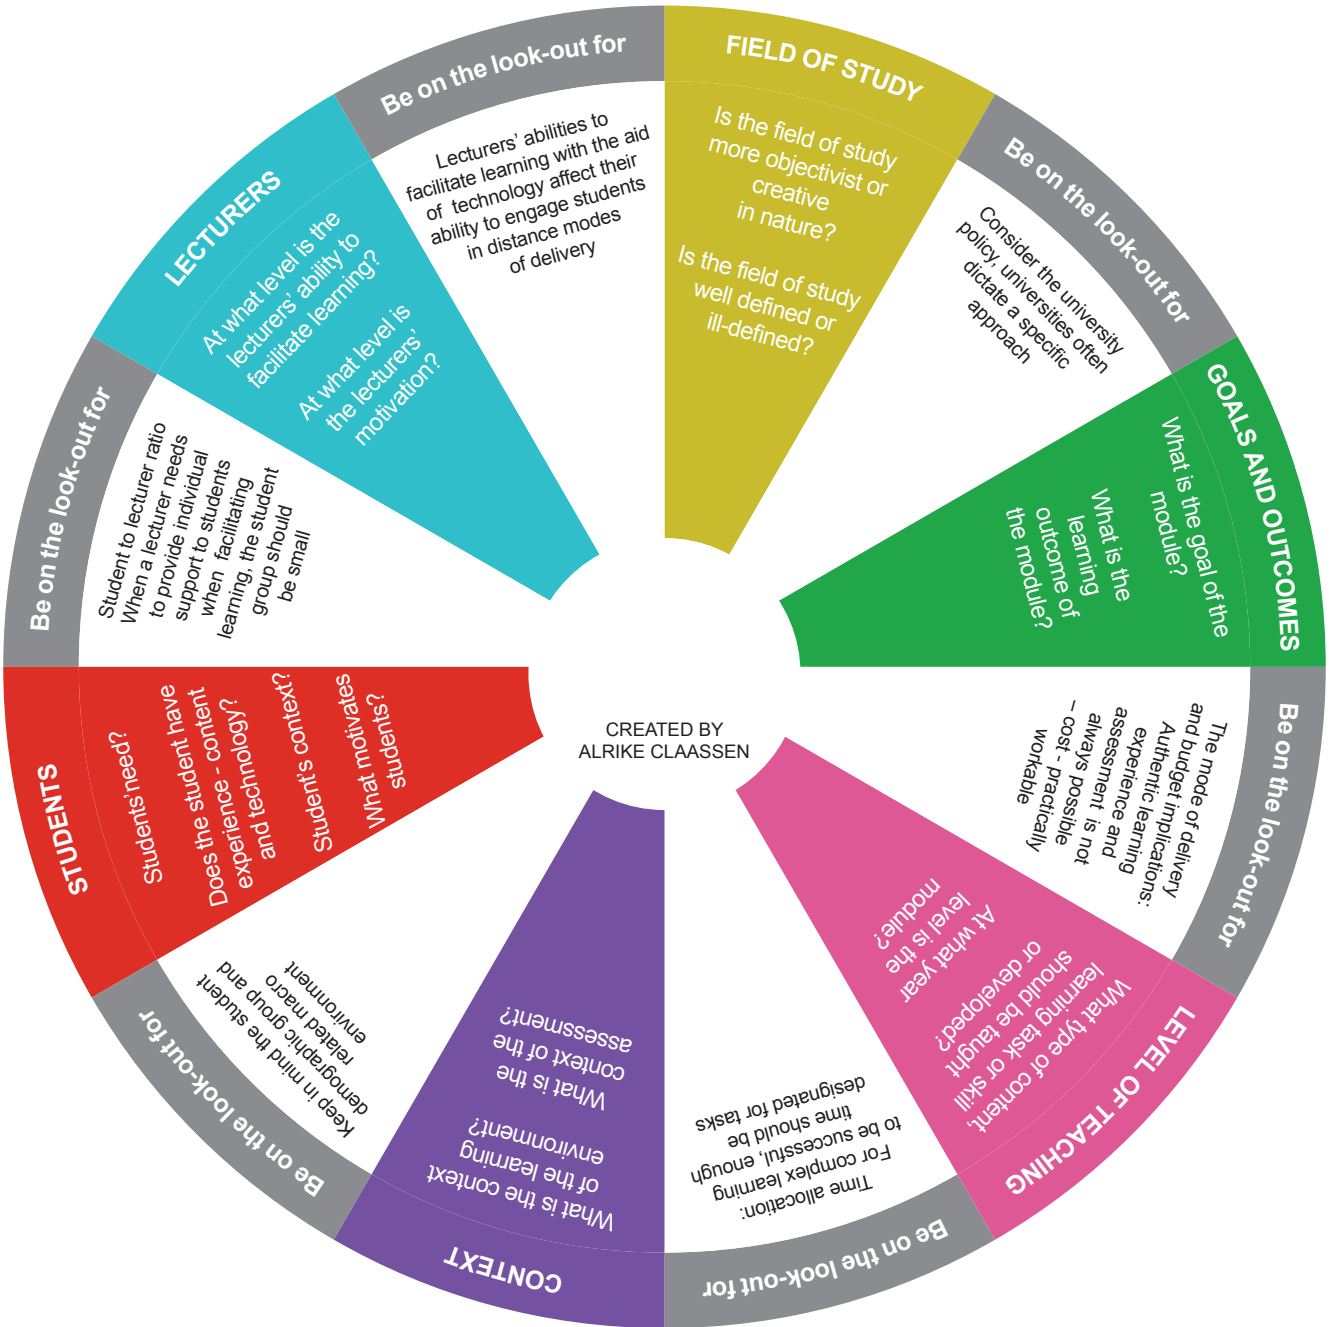 FIELD OF STUDY
Is the field of study
more objectivist or
creative
in nature?
Is the field of study
well defined or
ill-defined?
Be on the look-out for
Consider the university
policy, universities often
dictate a specific
approach
GOALS AND OUTCOMES
What is the goal of the
module?
What is the
learning
outcome of
the module?
Be on the look-out for
The mode of delivery
and budget implications:
Authentic learning
experience and
assessment is not
always possible
– cost - practically
workable
LEVEL OF TEACHING
What type of content,
learning task or skill
should be taught
or developed?
At what year
level is the
module?
Be on the look-out for
Time allocation:
For complex learning
to be successful, enough
time should be
designated for tasks
CONTEXT
What is the context
of the learning
environment?
What is the
context of the
assessment?
Be on the look-out for
Keep in mind the student
demographic group and
related macro
environment
STUDENTS
Students'need?
Does the student have
experience - content
and technology?
Student's context?
What motivates
students?
Be on the look-out for
Student to lecturer ratio
When a lecturer needs
to provide individual
support to students
when facilitating
learning, the student
group should
be small
LECTURERS
At what level is the
lecturers' ability to
facilitate learning?
At what level is
the lecturers'
motivation?
Be on the look-out for
Lecturers' abilities to
facilitate learning with the aid
of technology affect their
ability to engage students
in distance modes
of delivery
CREATED BY
ALRIKE CLAASSEN